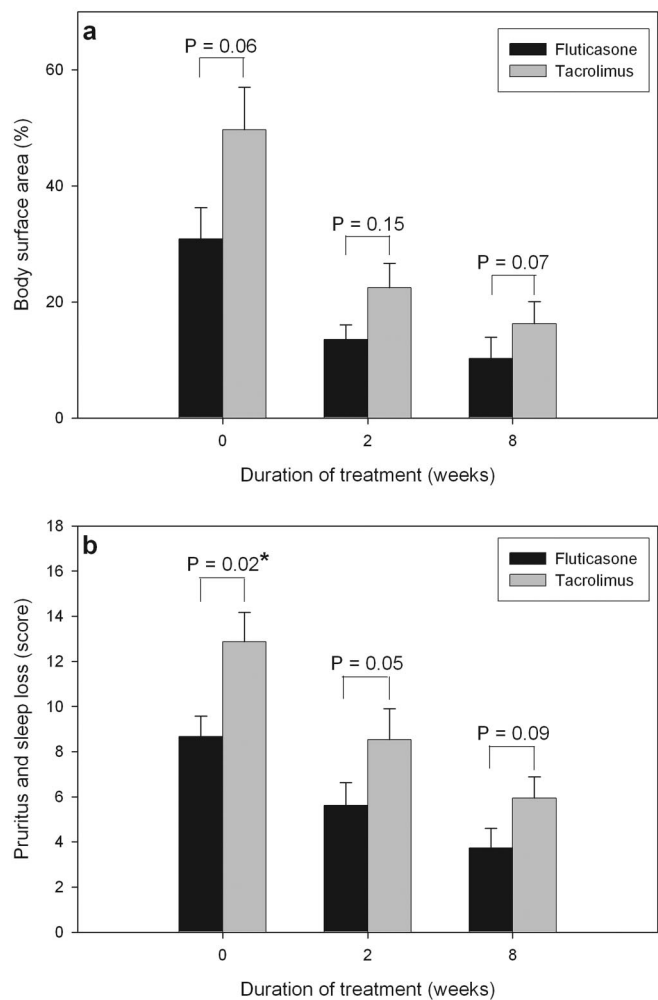 a
P = 0.06
Fluticasone
Tacrolimus
60
P = 0.15
40
P = 0.07
20
0
Body surface area (%)
0 2 8
Duration of treatment (weeks)
b
18
P = 0.02*
Fluticasone
Tacrolimus
16
14
P = 0.05
12
10
P = 0.09
8
6
4
2
0
Pruritus and sleep loss (score)
0 2 8
Duration of treatment (weeks)